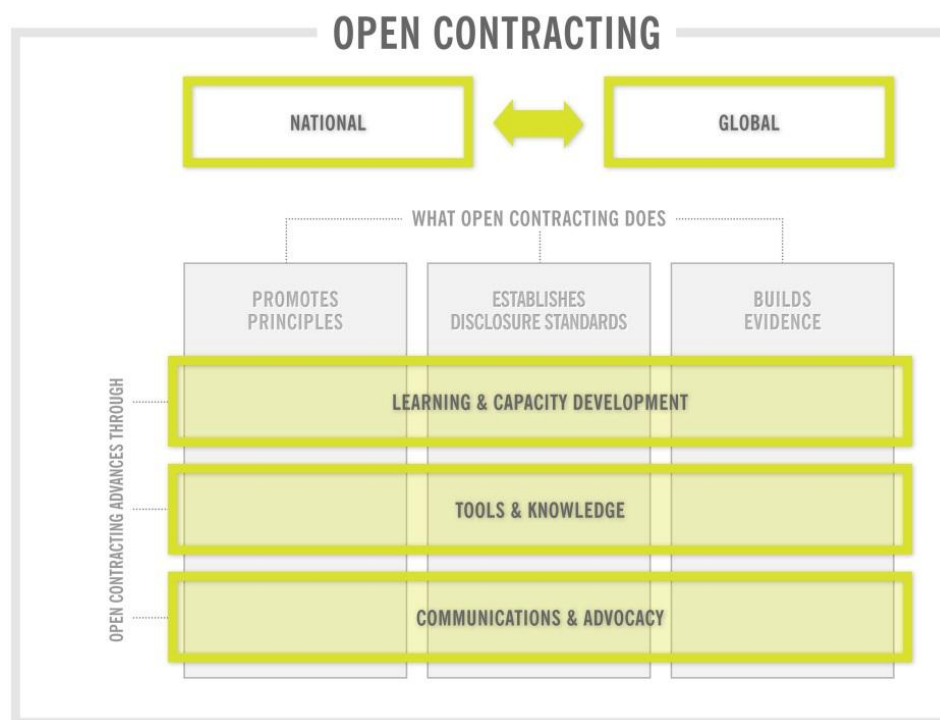 OPEN CONTRACTING
NATIONAL
GLOBAL
WHAT OPEN CONTRACTING DOES
PROMOTES
PRINCIPLES
ESTABLISHES
DISCLOSURE STANDARDS
BUILDS
EVIDENCE
OPEN CONTRACTING ADVANCES THROUGH
LEARNING & CAPACITY DEVELOPMENT
TOOLS & KNOWLEDGE
COMMUNICATIONS & ADVOCACY